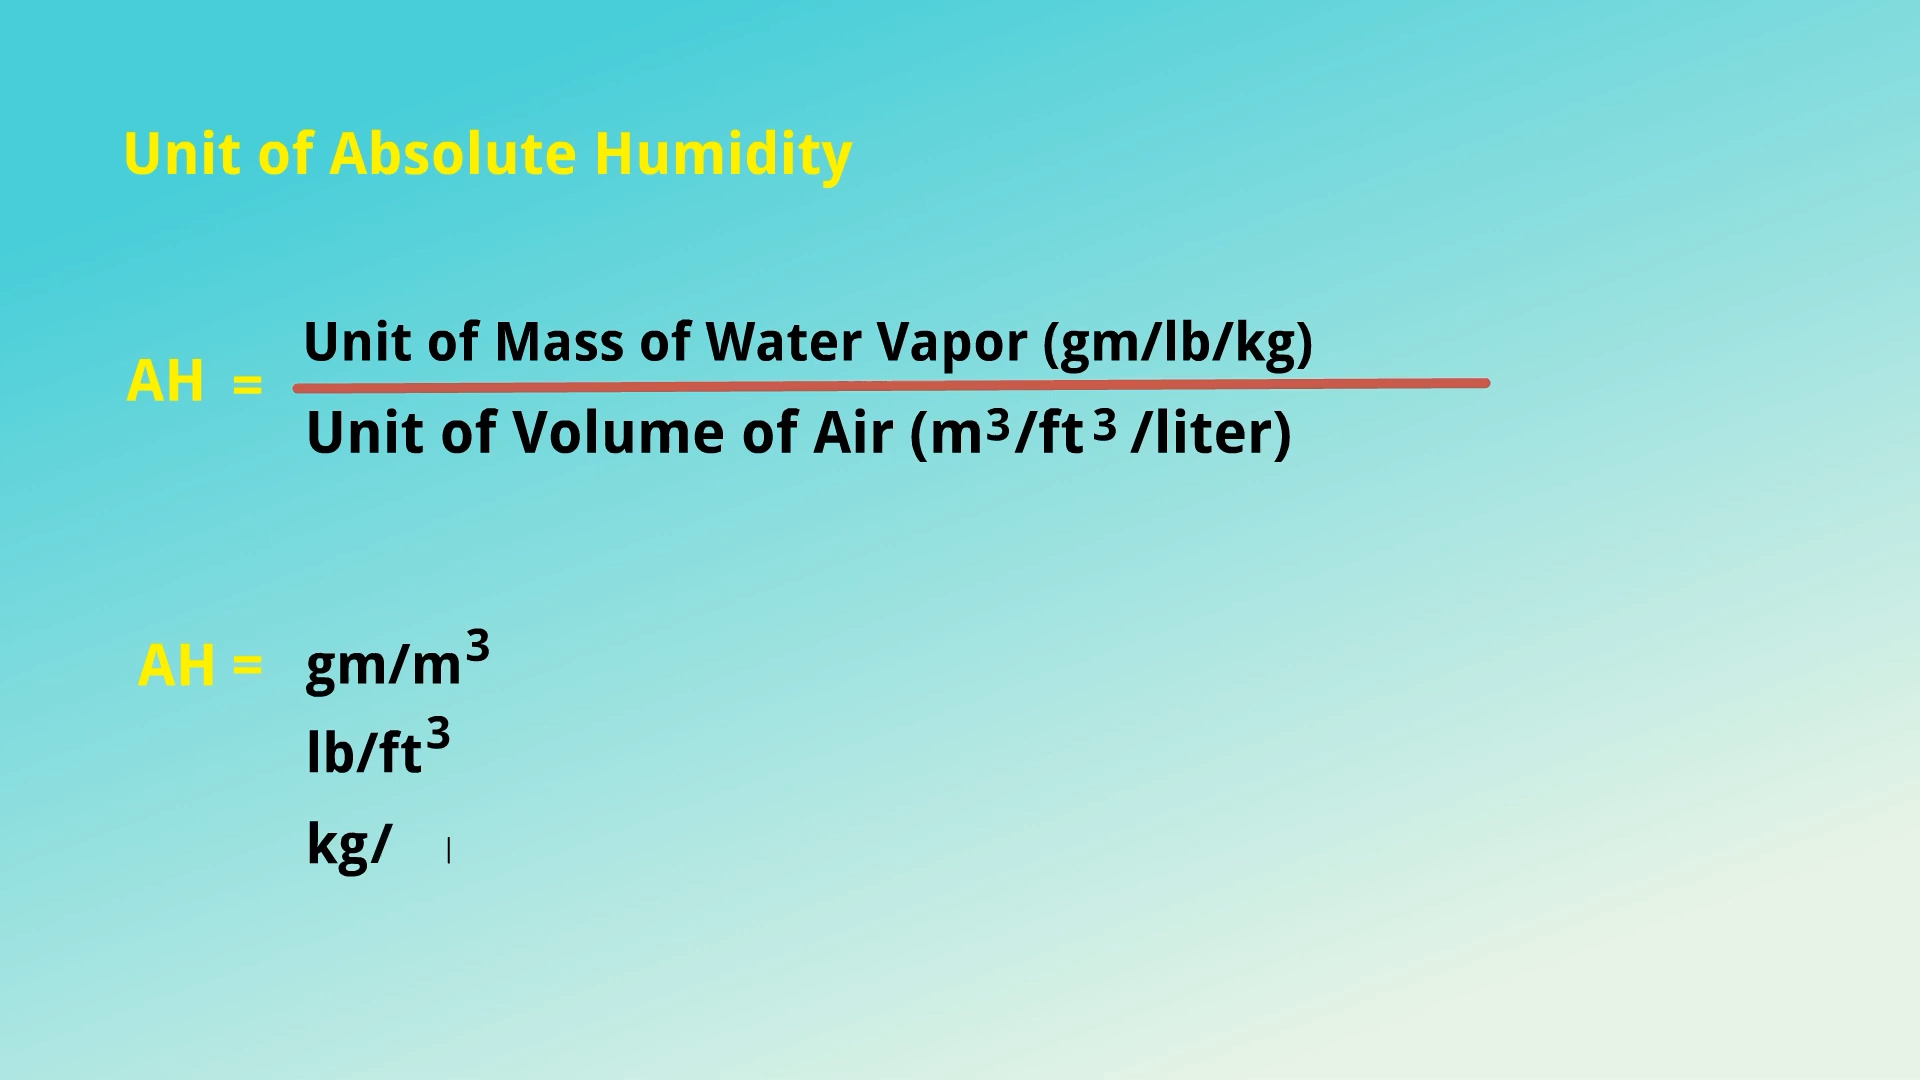 Unit of Absolute Humidity
Unit of Mass of Water Vapor (gm/lb/kg)
AH =
Unit of Volume of Air (m³/ft³/liter)
AH = gm/m³
lb/ft³
kg/